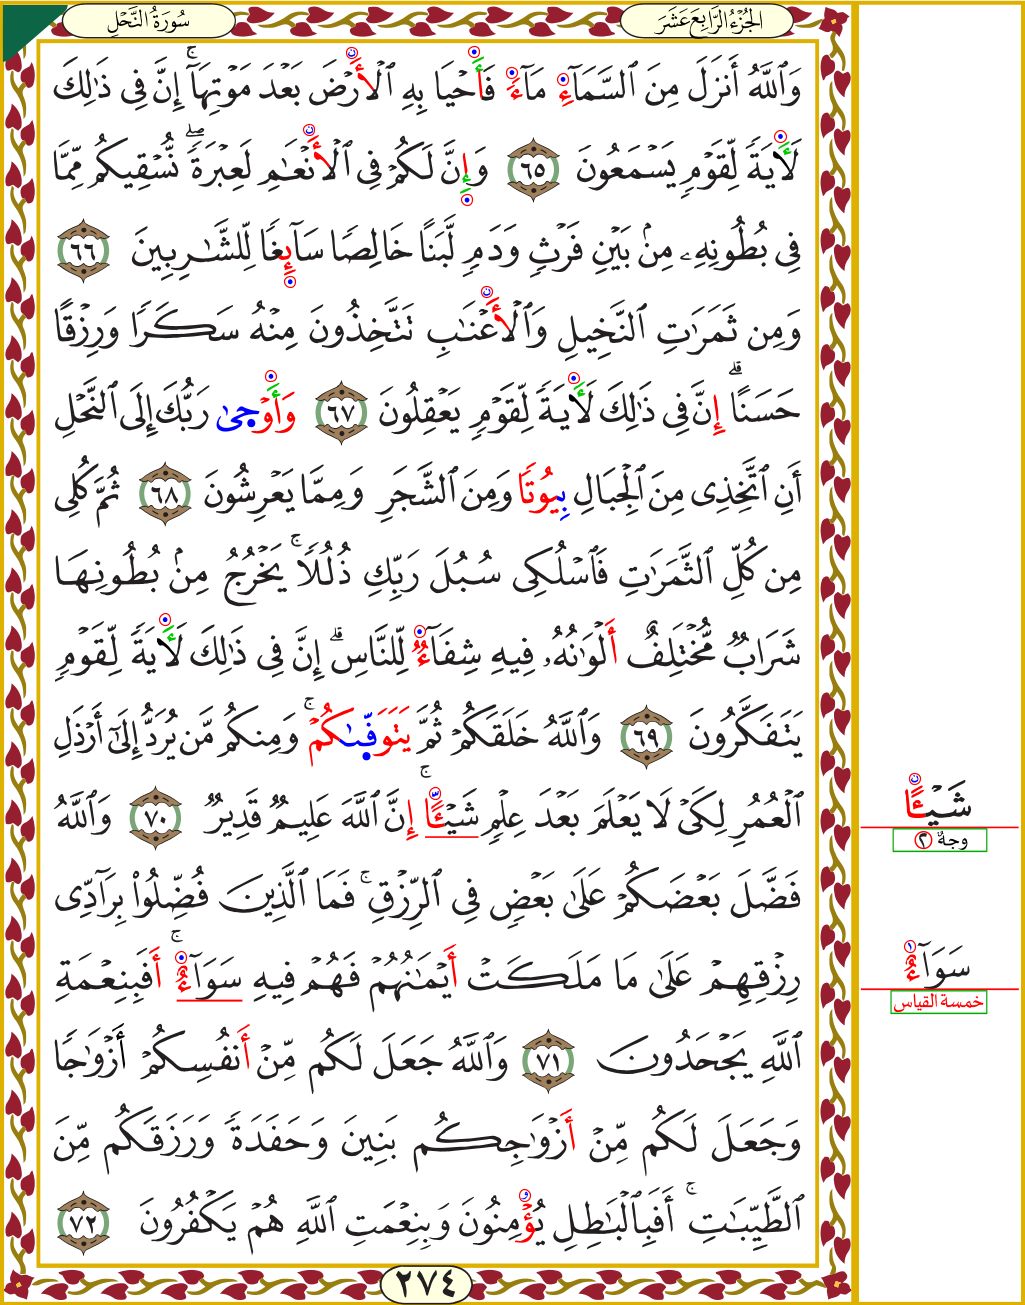 الجُزْءُ الرَّابِعَ عَشَرَ
سُورَةُ النَّحْلِ
وَٱللَّهُ أَنزَلَ مِنَ ٱلسَّمَآءِ مَآءً فَأَحْيَا بِهِ ٱلْأَرْضَ بَعْدَ مَوْتِهَآ ۚ إِنَّ فِى ذَٰلِكَ
لَأَيَةً لِّقَوْمٍ يَسْمَعُونَ ٦٥ وَإِنَّ لَكُمْ فِى ٱلْأَنْعَٰمِ لَعِبْرَةً ۖ نُّسْقِيكُم مِّمَّا
فِى بُطُونِهِۦ مِنۢ بَيْنِ فَرْثٍ وَدَمٍ لَّبَنًا خَالِصًا سَآئِغًا لِّلشَّٰرِبِينَ ٦٦
وَمِن ثَمَرَٰتِ ٱلنَّخِيلِ وَٱلْأَعْنَٰبِ تَتَّخِذُونَ مِنْهُ سَكَرًا وَرِزْقًا
حَسَنًا ۗ إِنَّ فِى ذَٰلِكَ لَأَيَةً لِّقَوْمٍ يَعْقِلُونَ ٦٧ وَأَوْحِىٰ رَبُّكَ إِلَى ٱلنَّحْلِ
أَنِ ٱتَّخِذِى مِنَ ٱلْجِبَالِ بِيُوتًا وَمِنَ ٱلشَّجَرِ وَمِمَّا يَعْرِشُونَ ٦٨ ثُمَّ كُلِى
مِن كُلِّ ٱلثَّمَرَٰتِ فَٱسْلُكِى سُبُلَ رَبِّكِ ذُلُلًا ۚ يَخْرُجُ مِنۢ بُطُونِهَا
شَرَابٌ مُّخْتَلِفٌ أَلْوَٰنُهُۥ فِيهِ شِفَآءٌ لِّلنَّاسِ ۗ إِنَّ فِى ذَٰلِكَ لَأَيَةً لِّقَوْمٍ
يَتَفَكَّرُونَ ٦٩ وَٱللَّهُ خَلَقَكُمْ ثُمَّ يَتَوَفِّىٰكُمْ ۚ وَمِنكُم مَّن يُرَدُّ إِلَىٰٓ أَرْذَلِ
ٱلْعُمُرِ لِكَىْ لَا يَعْلَمَ بَعْدَ عِلْمٍ شَيْـًٔا ۚ إِنَّ ٱللَّهَ عَلِيمٌ قَدِيرٌ ٧٠ وَٱللَّهُ
فَضَّلَ بَعْضَكُمْ عَلَىٰ بَعْضٍ فِى ٱلرِّزْقِ ۚ فَمَا ٱلَّذِينَ فُضِّلُوا۟ بِرَآدِّى
رِزْقِهِمْ عَلَىٰ مَا مَلَكَتْ أَيْمَٰنُهُمْ فَهُمْ فِيهِ سَوَآءٌ ۚ أَفَبِنِعْمَةِ
ٱللَّهِ يَجْحَدُونَ ٧١ وَٱللَّهُ جَعَلَ لَكُم مِّنْ أَنفُسِكُمْ أَزْوَٰجًا
وَجَعَلَ لَكُم مِّنْ أَزْوَٰجِكُم بَنِينَ وَحَفَدَةً وَرَزَقَكُم مِّنَ
ٱلطَّيِّبَٰتِ ۚ أَفَبِٱلْبَٰطِلِ يُؤْمِنُونَ وَبِنِعْمَتِ ٱللَّهِ هُمْ يَكْفُرُونَ ٧٢
٢٧٤
شَيْـًٔا
وجهٌ ٢
سَوَآءٌ
خمسة القياس